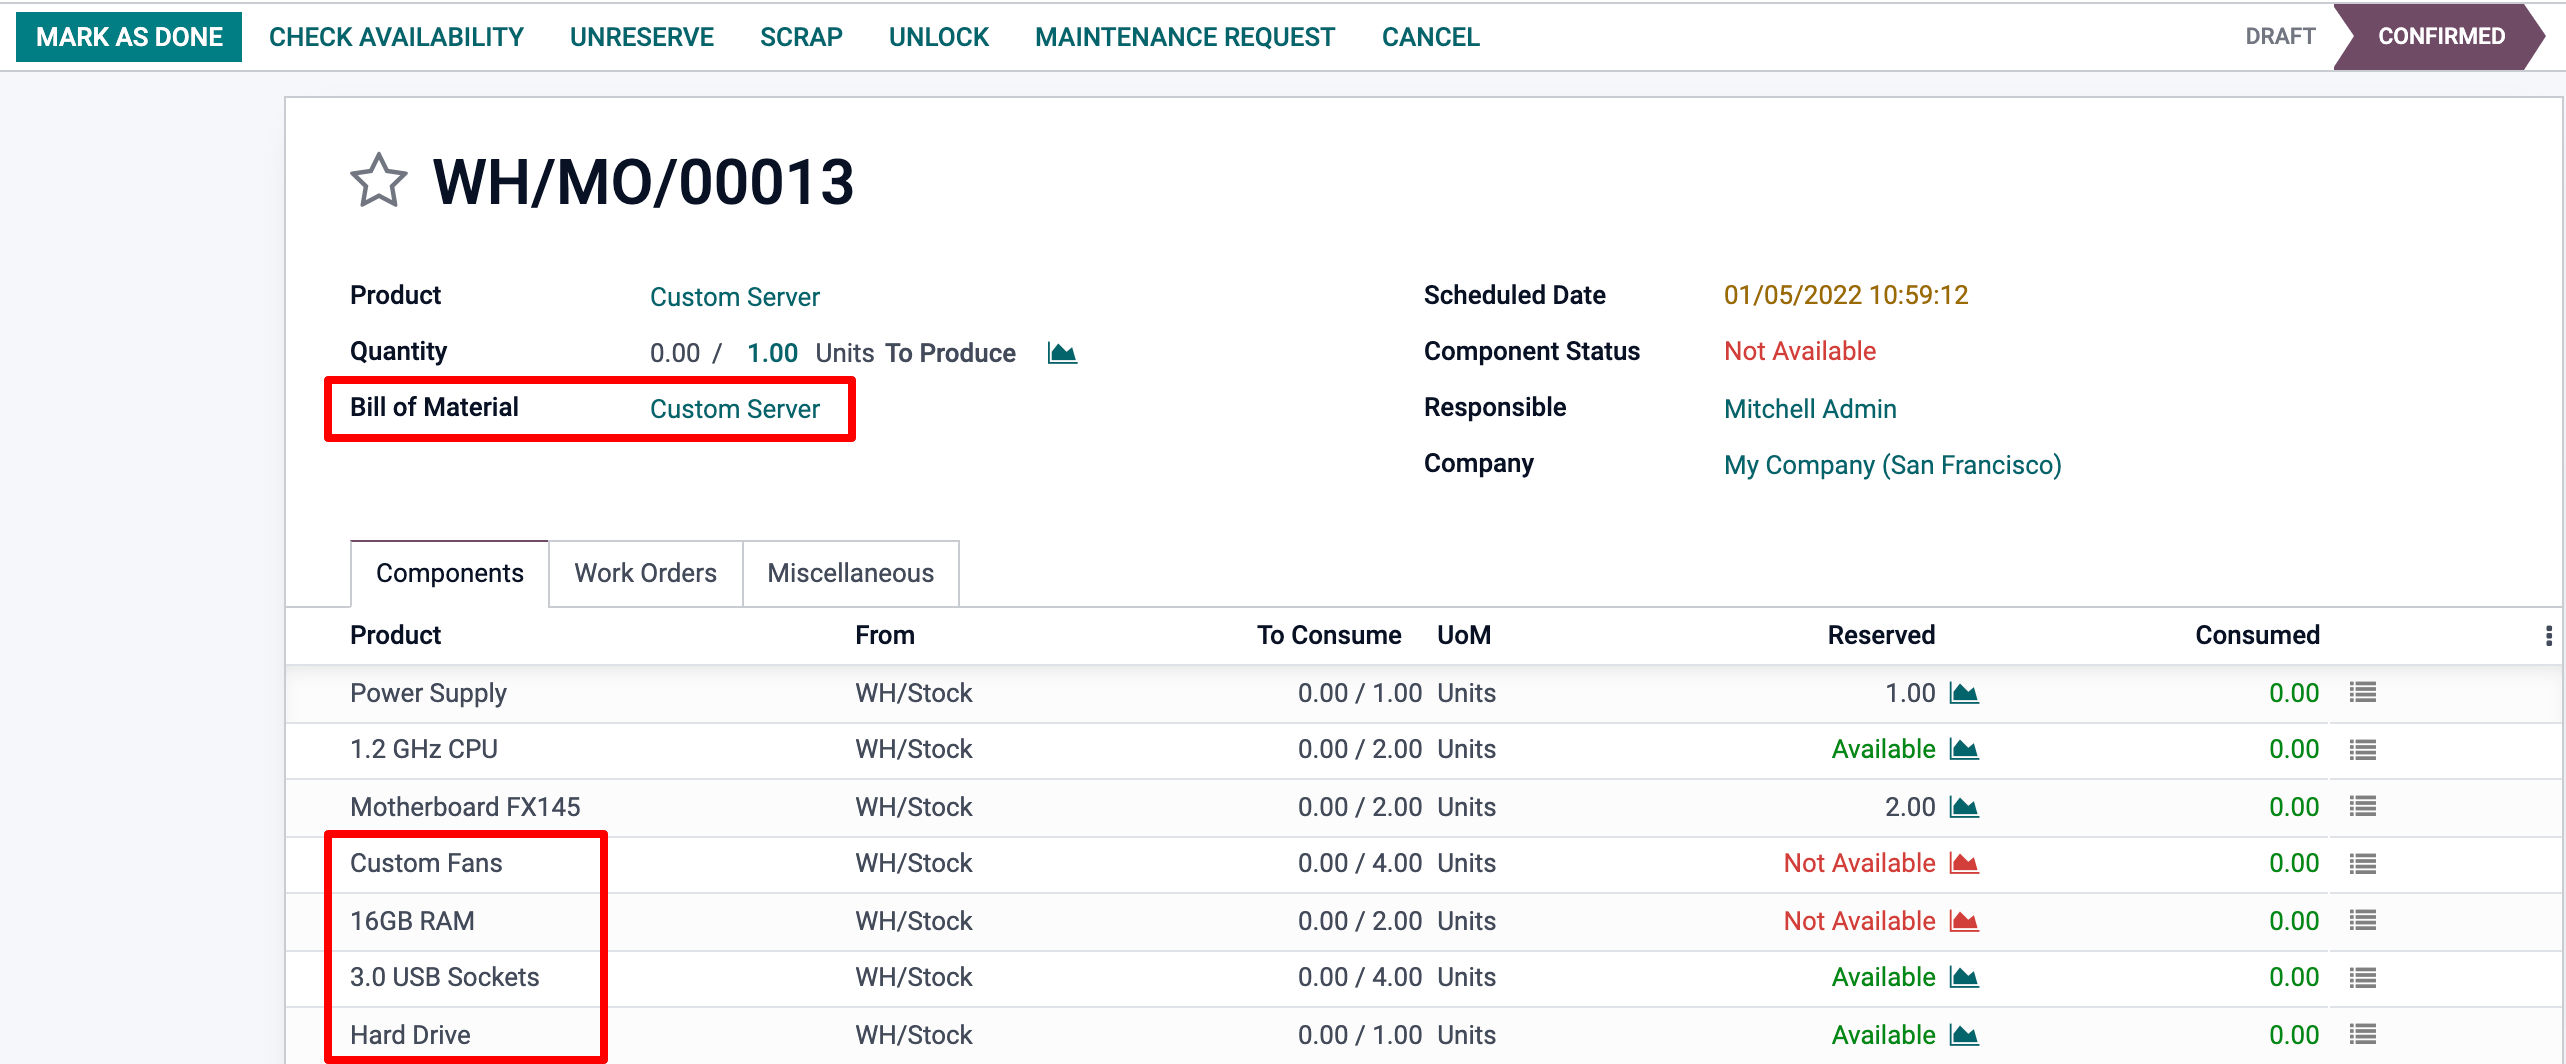 MARK AS DONE CHECK AVAILABILITY UNRESERVE SCRAP UNLOCK MAINTENANCE REQUEST CANCEL DRAFT CONFIRMED
WH/MO/00013
Product Custom Server Scheduled Date 01/05/2022 10:59:12
Quantity 0.00 / 1.00 Units To Produce Component Status Not Available
Bill of Material Custom Server Responsible Mitchell Admin
Company My Company (San Francisco)
Components Work Orders Miscellaneous
Product From To Consume UoM Reserved Consumed
Power Supply WH/Stock 0.00 / 1.00 Units 1.00 0.00
1.2 GHz CPU WH/Stock 0.00 / 2.00 Units Available 0.00
Motherboard FX145 WH/Stock 0.00 / 2.00 Units 2.00 0.00
Custom Fans WH/Stock 0.00 / 4.00 Units Not Available 0.00
16GB RAM WH/Stock 0.00 / 2.00 Units Not Available 0.00
3.0 USB Sockets WH/Stock 0.00 / 4.00 Units Available 0.00
Hard Drive WH/Stock 0.00 / 1.00 Units Available 0.00